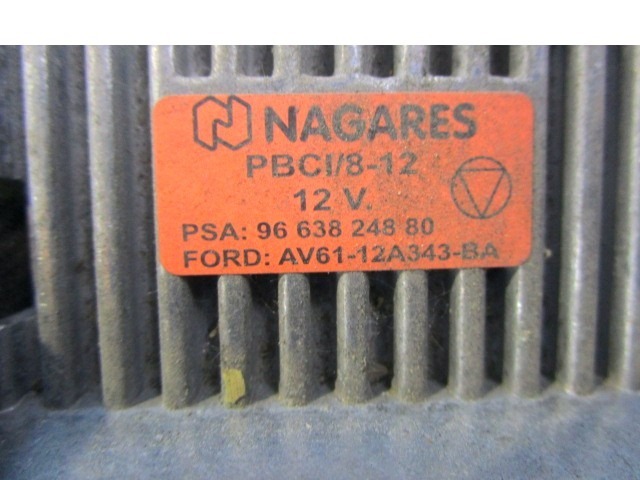 NAGARES
PBCI/8-12
12 V.
PSA: 96 638 248 80
FORD: AV61-12A343-BA